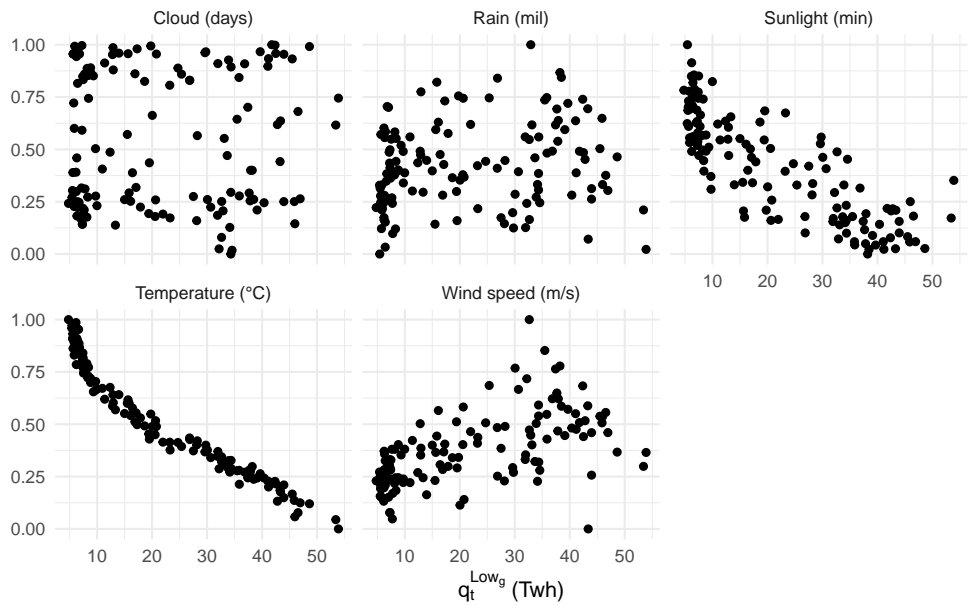 Cloud (days) Rain (mil) Sunlight (min)
1.00
0.75
0.50
0.25
0.00
10 20 30 40 50
Temperature (°C) Wind speed (m/s)
1.00
0.75
0.50
0.25
0.00
10 20 30 40 50 10 20 30 40 50
q_t^{Low_g} (Twh)